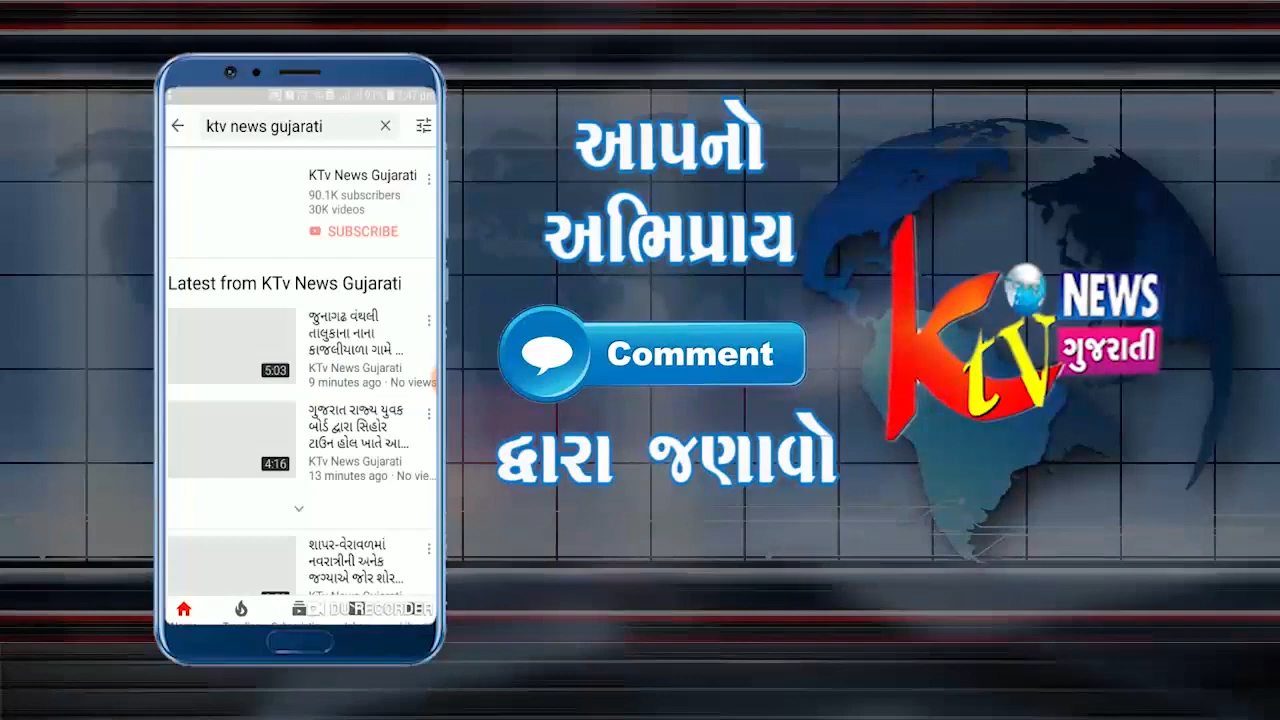 ktv news gujarati
KTv News Gujarati
90.1K subscribers
30K videos
SUBSCRIBE
Latest from KTv News Gujarati
જુનાગઢ વંથલી
તાલુકાના નાના
કાજલીયાળા ગામે ...
KTv News Gujarati
9 minutes ago · No views
5:03
ગુજરાત રાજ્ય યુવક
બોર્ડ દ્વારા સિહોર
ટાઉન હોલ ખાતે આ...
KTv News Gujarati
13 minutes ago · No vie...
4:16
શાપર-વેરાવળમાં
નવરાત્રીની અનેક
જગ્યાએ જોર શોર...
DU RECORDER
આપનો
અભિપ્રાય
Comment
દ્વારા જણાવો
KTV
NEWS
ગુજરાતી